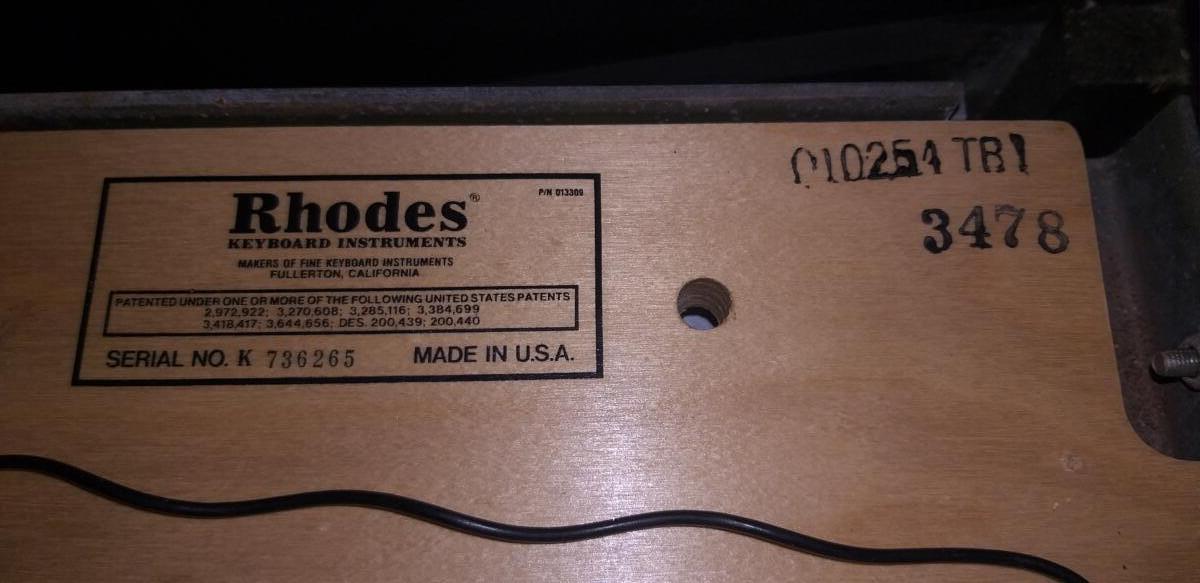 Rhodes®
P/N 013309
KEYBOARD INSTRUMENTS
MAKERS OF FINE KEYBOARD INSTRUMENTS
FULLERTON, CALIFORNIA
PATENTED UNDER ONE OR MORE OF THE FOLLOWING UNITED STATES PATENTS
2,972,922; 3,270,608; 3,285,116; 3,384,699
3,418,417; 3,644,656; DES. 200,439; 200,440
SERIAL NO. K 736265 MADE IN U.S.A.
3478